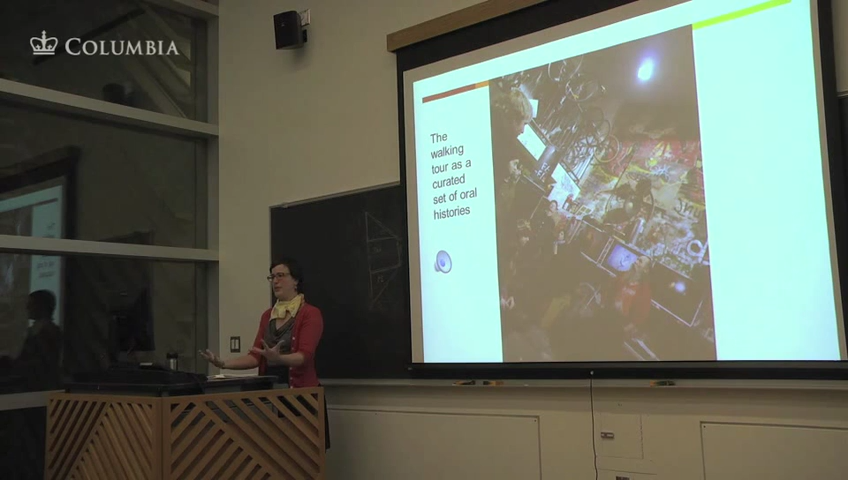 COLUMBIA
The
walking
tour as a
curated
set of oral
histories